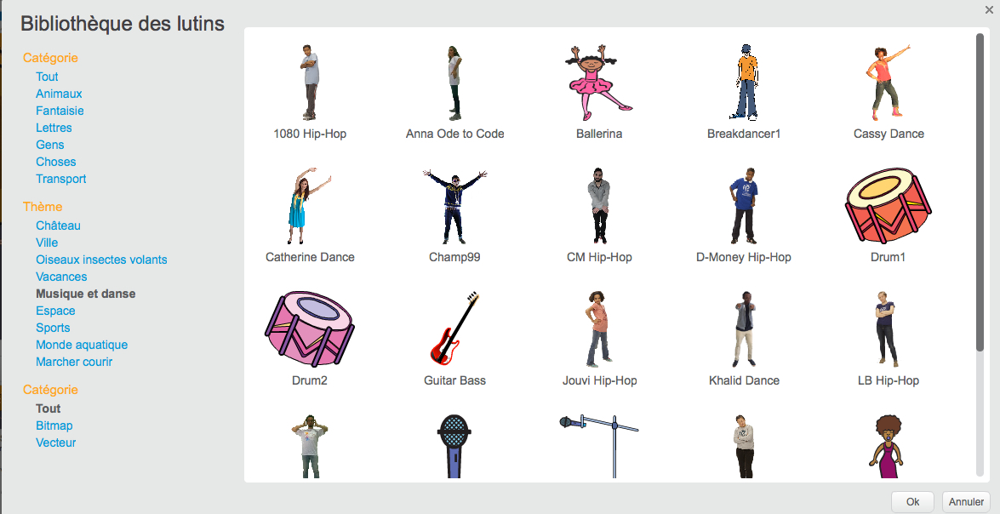 Bibliothèque des lutins
Catégorie
Tout
Animaux
Fantaisie
Lettres
Gens
Choses
Transport
Thème
Château
Ville
Oiseaux insectes volants
Vacances
Musique et danse
Espace
Sports
Monde aquatique
Marcher courir
Catégorie
Tout
Bitmap
Vecteur
1080 Hip-Hop
Anna Ode to Code
Ballerina
Breakdancer1
Cassy Dance
Catherine Dance
Champ99
CM Hip-Hop
D-Money Hip-Hop
Drum1
Drum2
Guitar Bass
Jouvi Hip-Hop
Khalid Dance
LB Hip-Hop
Ok
Annuler